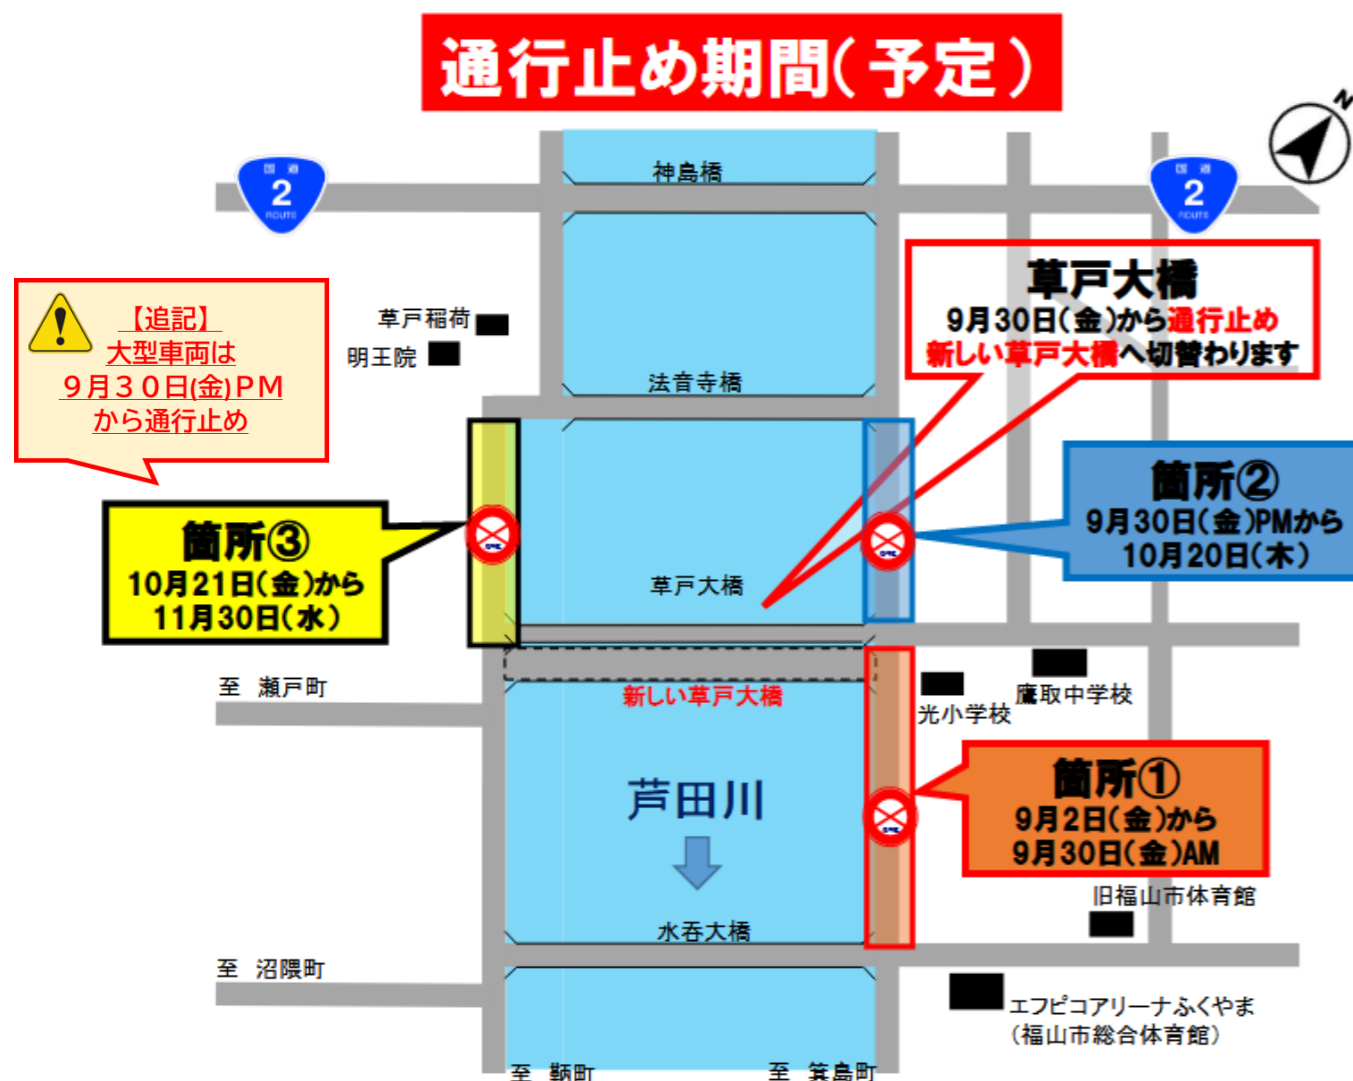 通行止め期間(予定)
N
国道
2
ROUTE
神島橋
国道
2
ROUTE
草戸大橋
9月30日(金)から通行止め
新しい草戸大橋へ切替わります
【追記】
大型車両は
9月30日(金)PM
から通行止め
草戸稲荷
明王院
法音寺橋
箇所②
9月30日(金)PMから
10月20日(木)
箇所③
10月21日(金)から
11月30日(水)
草戸大橋
新しい草戸大橋
至 瀬戸町
光小学校
鷹取中学校
芦田川
箇所①
9月2日(金)から
9月30日(金)AM
旧福山市体育館
水呑大橋
至 沼隈町
エフピコアリーナふくやま
(福山市総合体育館)
至 鞆町
至 箕島町